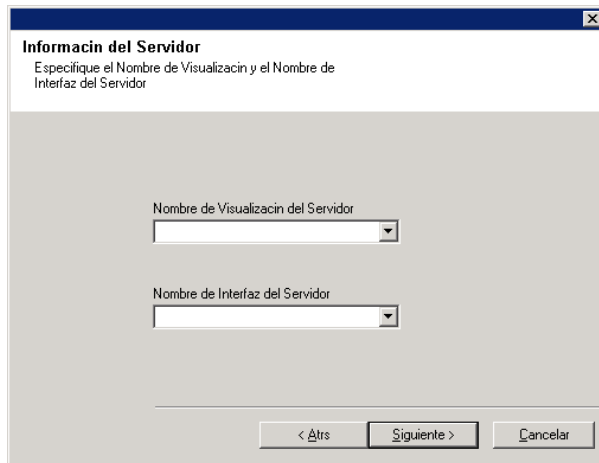 Informacin del Servidor
Especifique el Nombre de Visualizacin y el Nombre de
Interfaz del Servidor
Nombre de Visualizacin del Servidor
Nombre de Interfaz del Servidor
< Atrs Siguiente > Cancelar